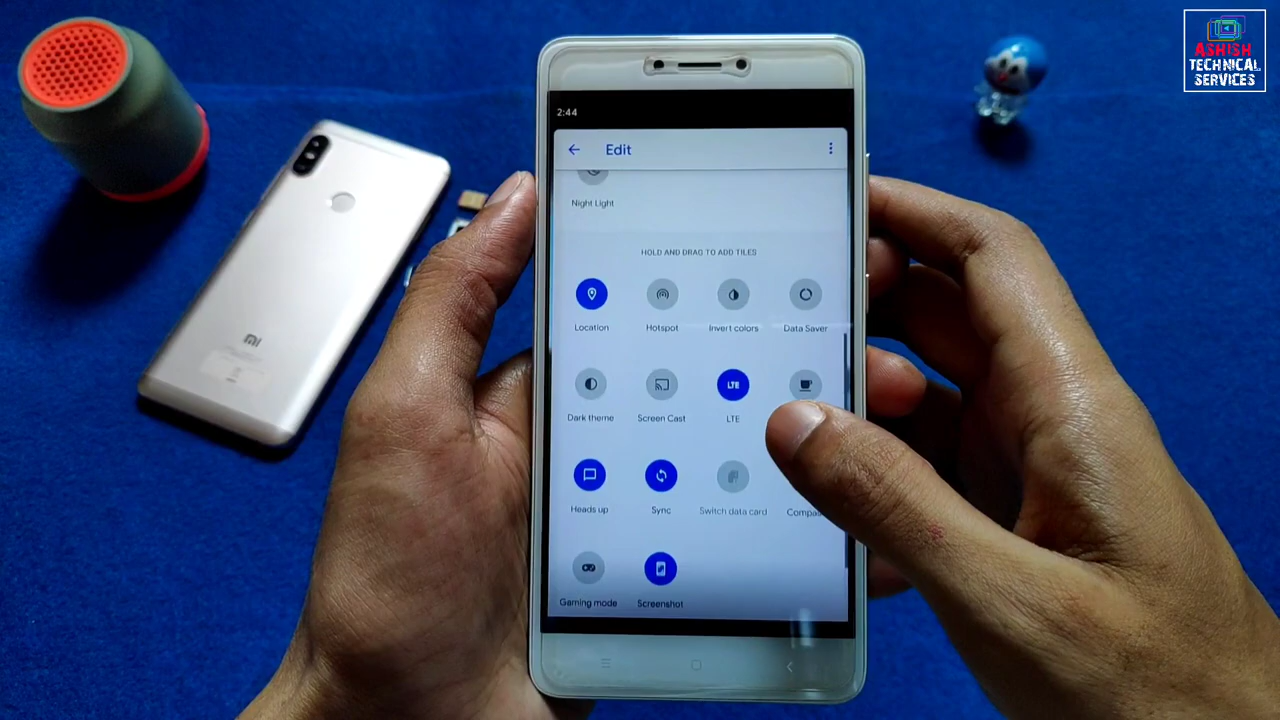 ASHISH
TECHNICAL
SERVICES
2:44
Edit
Night Light
HOLD AND DRAG TO ADD TILES
Location
Hotspot
Invert colors
Data Saver
Dark theme
Screen Cast
LTE
LTE
Heads up
Sync
Switch data card
Gaming mode
Screenshot
mi